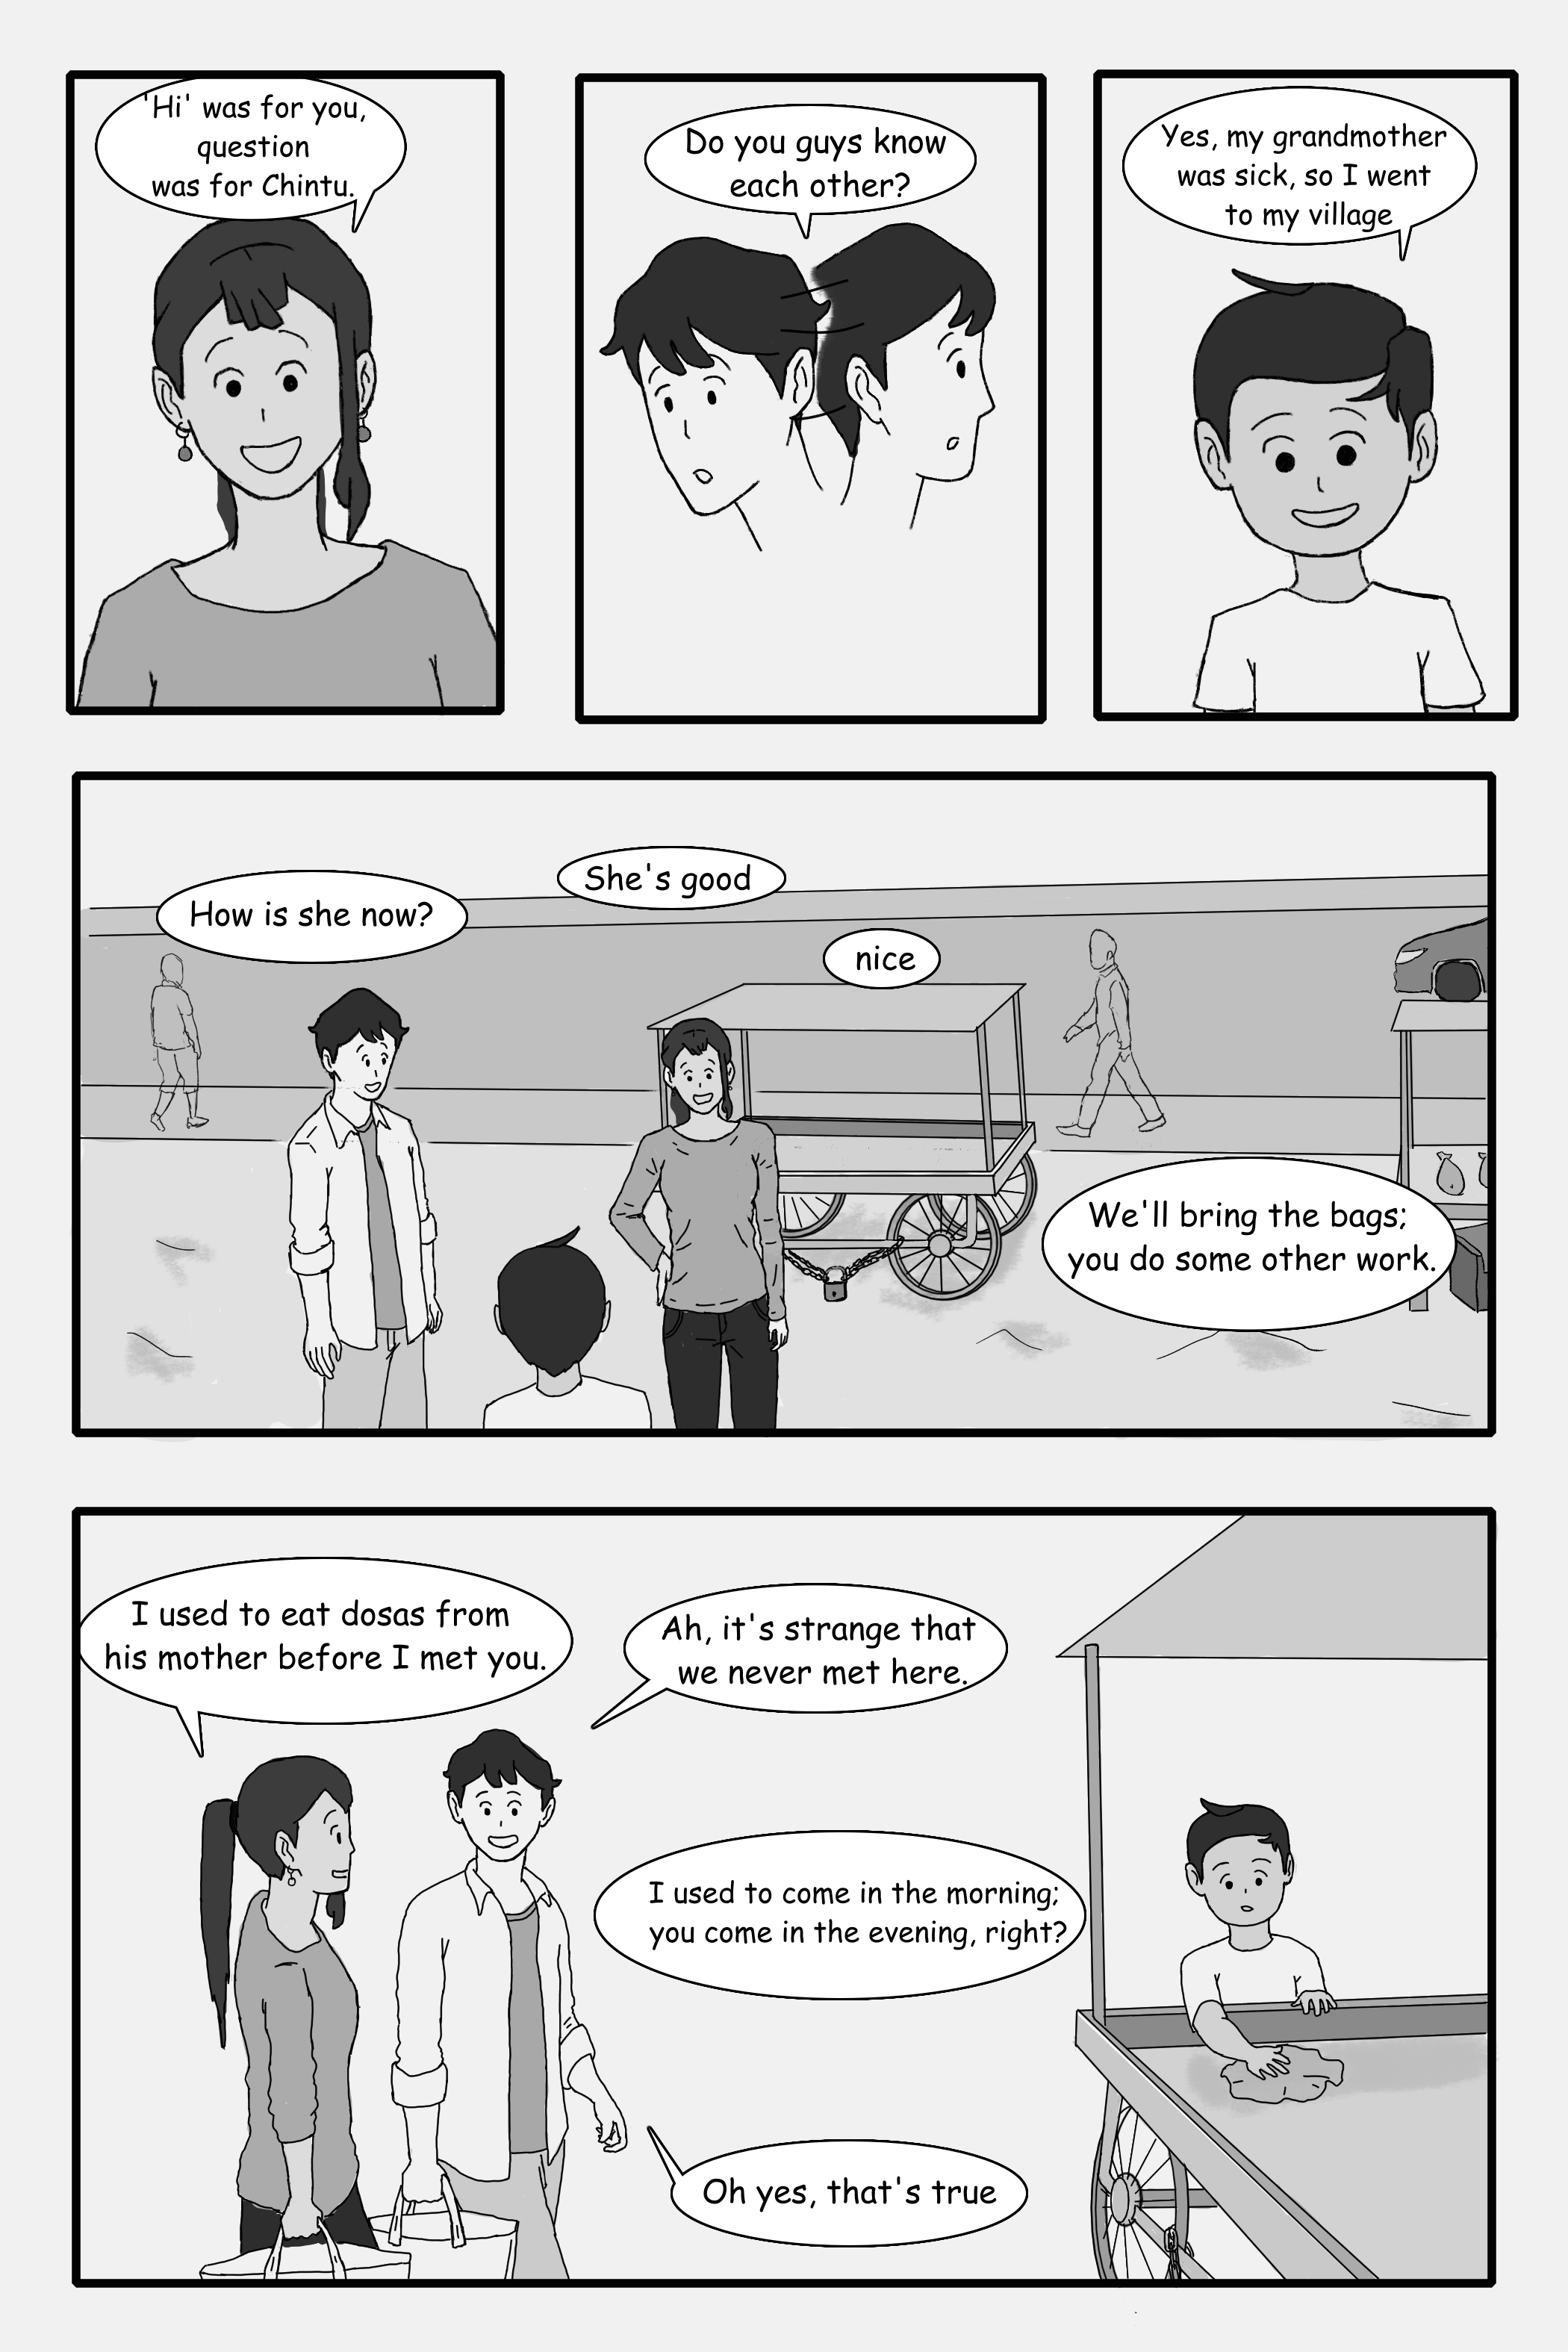 'Hi' was for you,
question
was for Chintu.
Do you guys know
each other?
Yes, my grandmother
was sick, so I went
to my village
How is she now?
She's good
nice
We'll bring the bags;
you do some other work.
I used to eat dosas from
his mother before I met you.
Ah, it's strange that
we never met here.
I used to come in the morning;
you come in the evening, right?
Oh yes, that's true